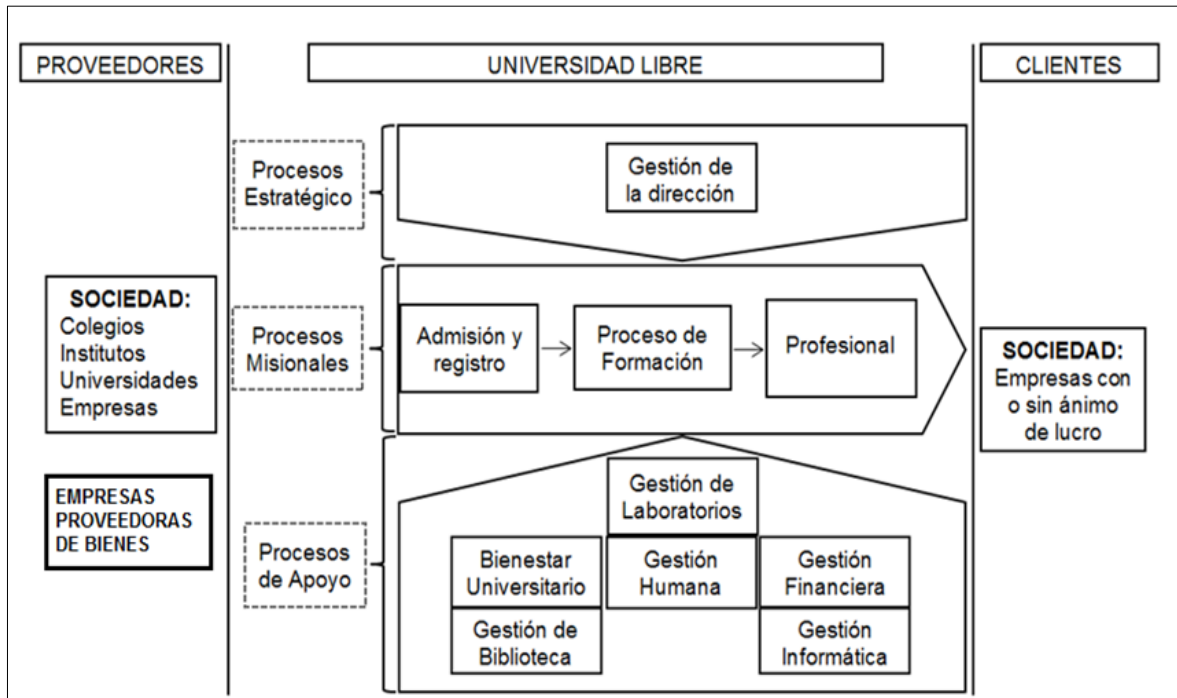 PROVEEDORES
UNIVERSIDAD LIBRE
CLIENTES
Procesos
Estratégico
Gestión de
la dirección
SOCIEDAD:
Colegios
Institutos
Universidades
Empresas
Procesos
Misionales
Admisión y
registro
Proceso de
Formación
Profesional
SOCIEDAD:
Empresas con
o sin ánimo
de lucro
EMPRESAS
PROVEEDORAS
DE BIENES
Procesos
de Apoyo
Gestión de
Laboratorios
Bienestar
Universitario
Gestión
Humana
Gestión
Financiera
Gestión de
Biblioteca
Gestión
Informática